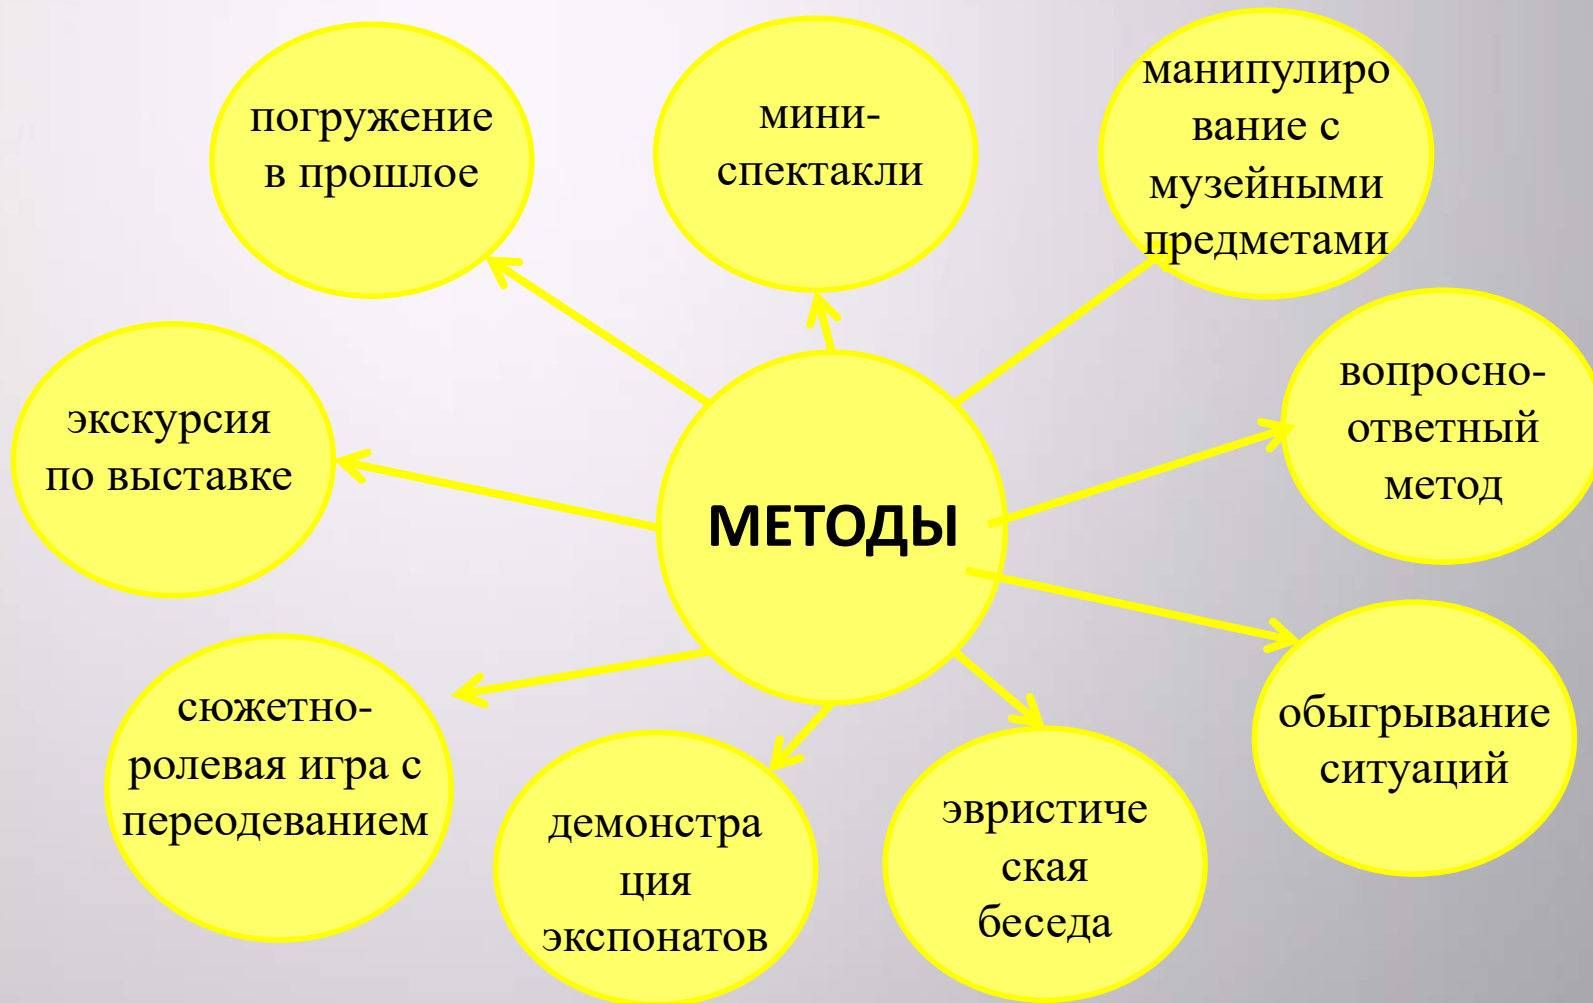 погружение
в прошлое
мини-
спектакли
манипулиро
вание с
музейными
предметами
экскурсия
по выставке
МЕТОДЫ
вопросно-
ответный
метод
сюжетно-
ролевая игра с
переодеванием
демонстра
ция
экспонатов
эвристиче
ская
беседа
обыгрывание
ситуаций